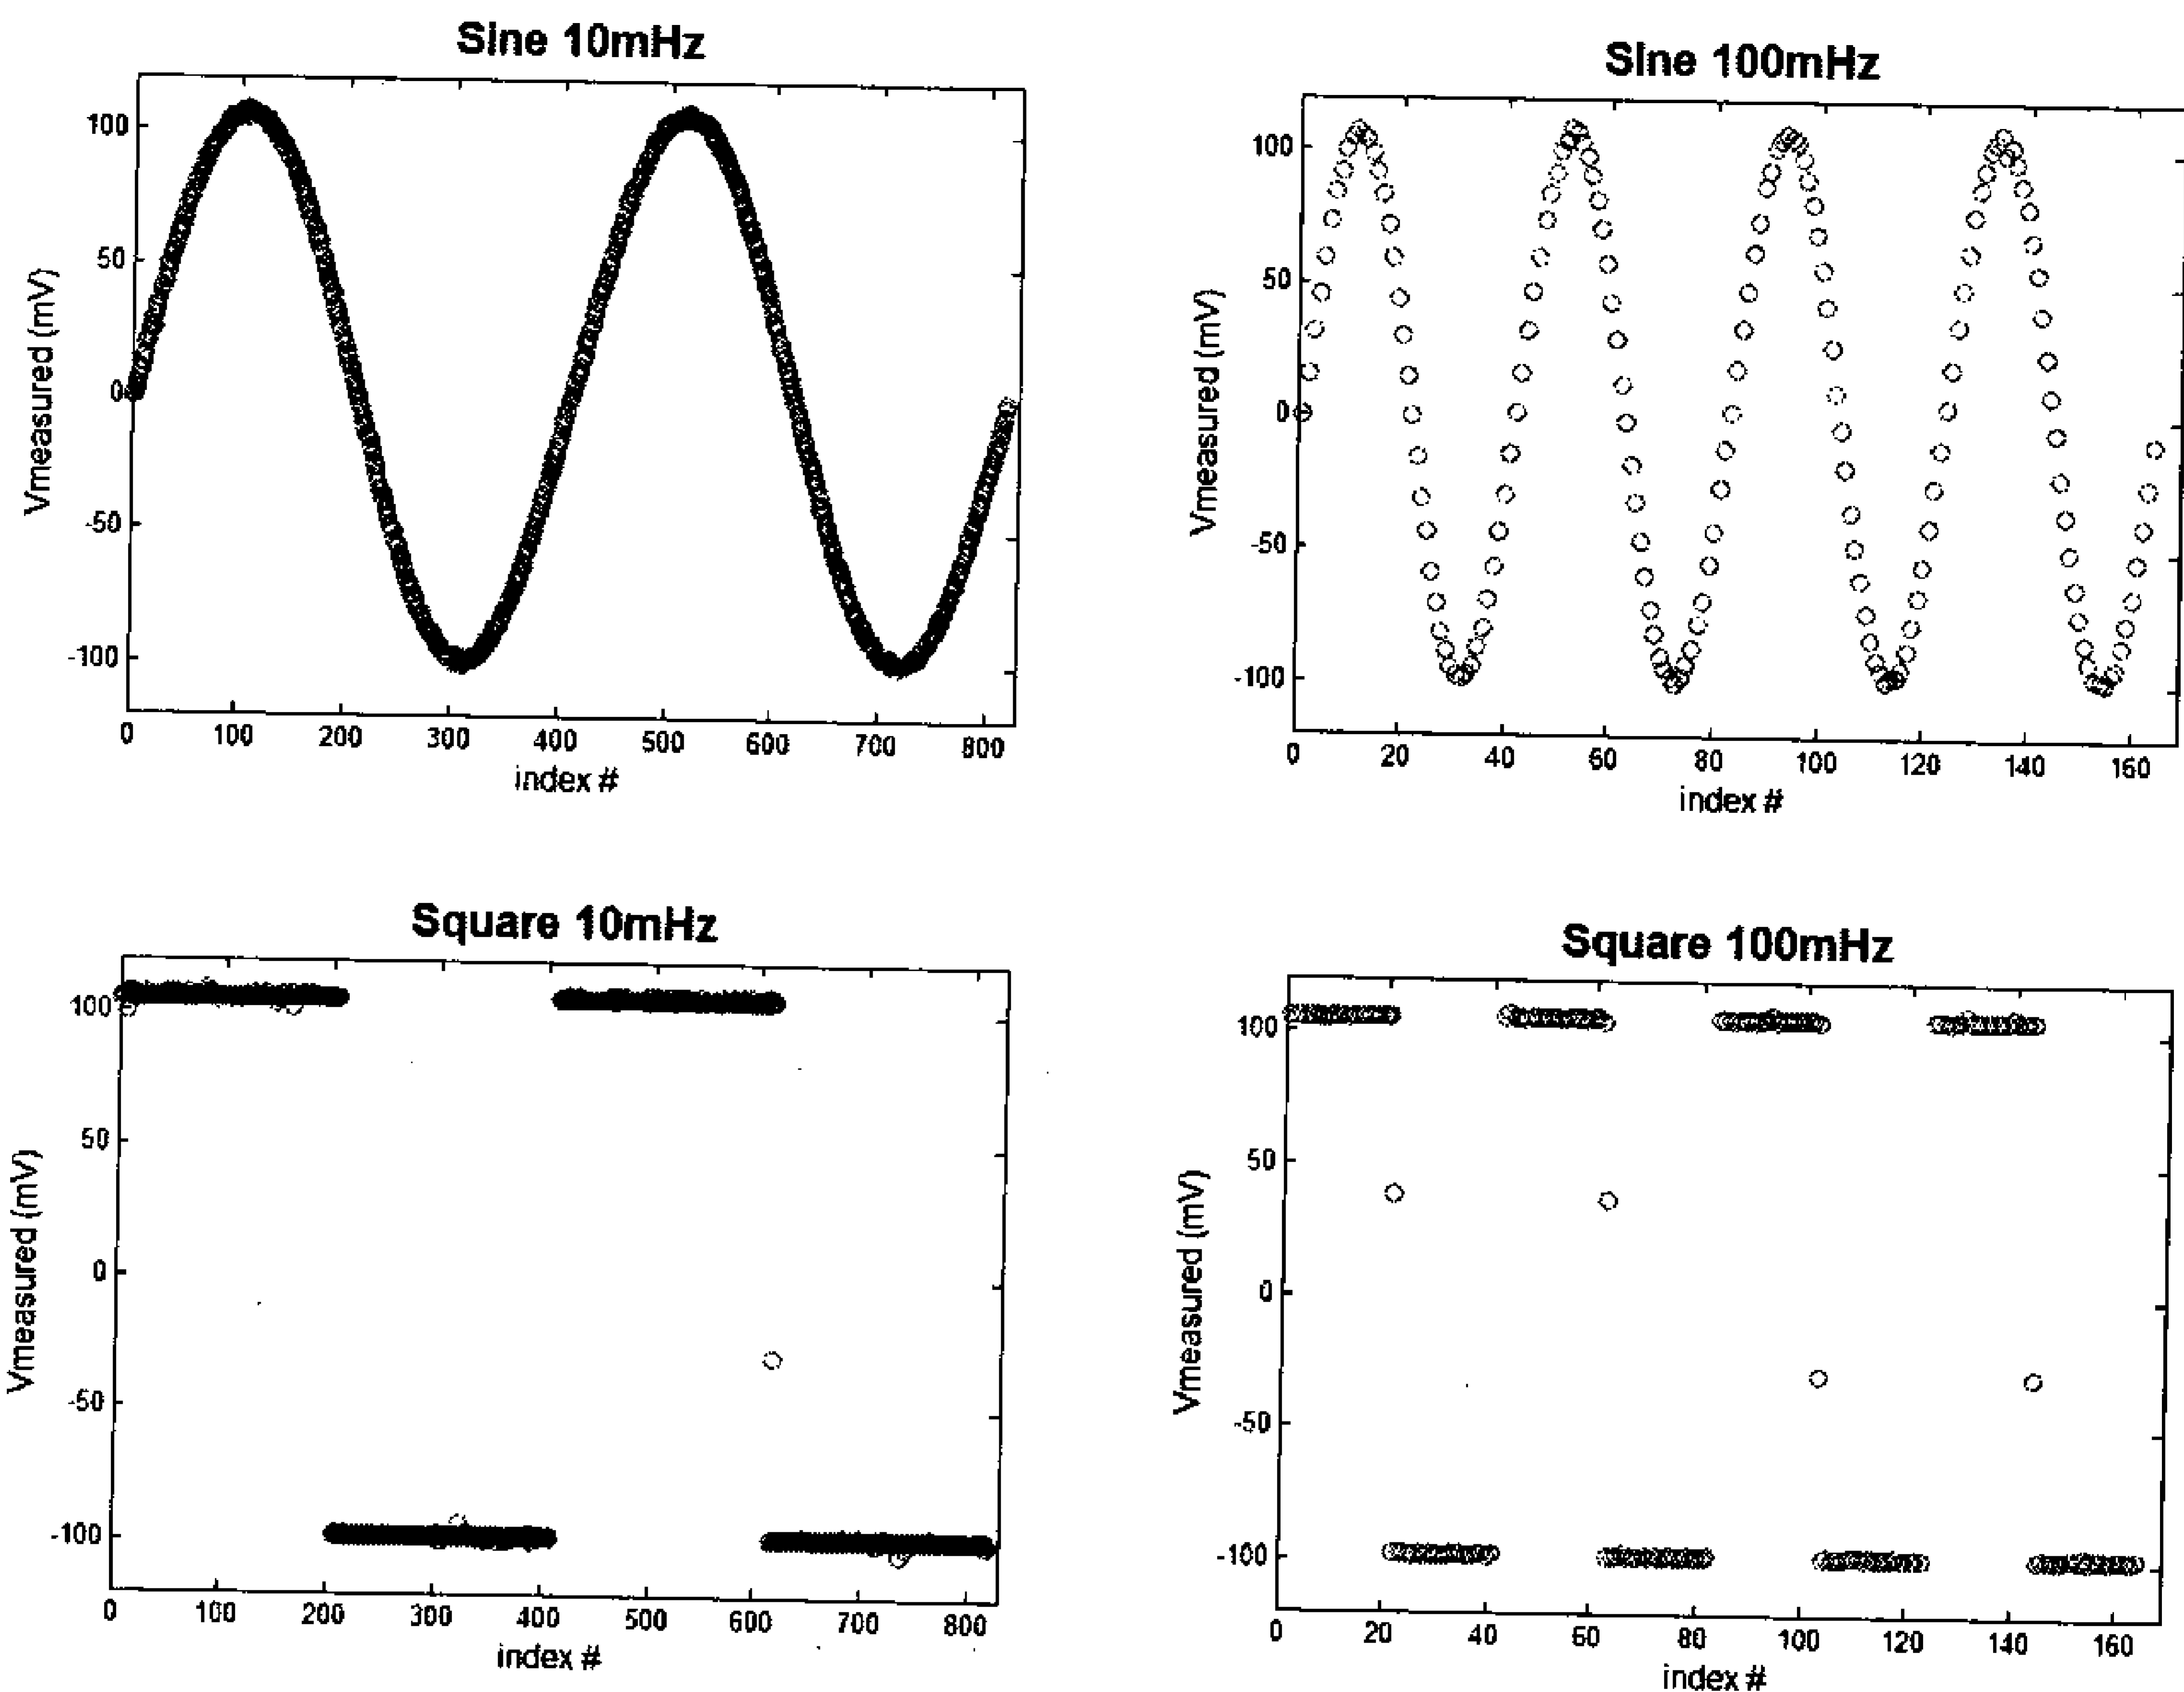 Sine 10mHz
100
50
0
-50
-100
Vmeasured (mV)
0 100 200 300 400 500 600 700 800
index #
Sine 100mHz
100
50
0
-50
-100
Vmeasured (mV)
0 20 40 60 80 100 120 140 160
index #
Square 10mHz
100
50
0
-50
-100
Vmeasured (mV)
0 100 200 300 400 500 600 700 800
index #
Square 100mHz
100
50
0
-50
-100
Vmeasured (mV)
0 20 40 60 80 100 120 140 160
index #